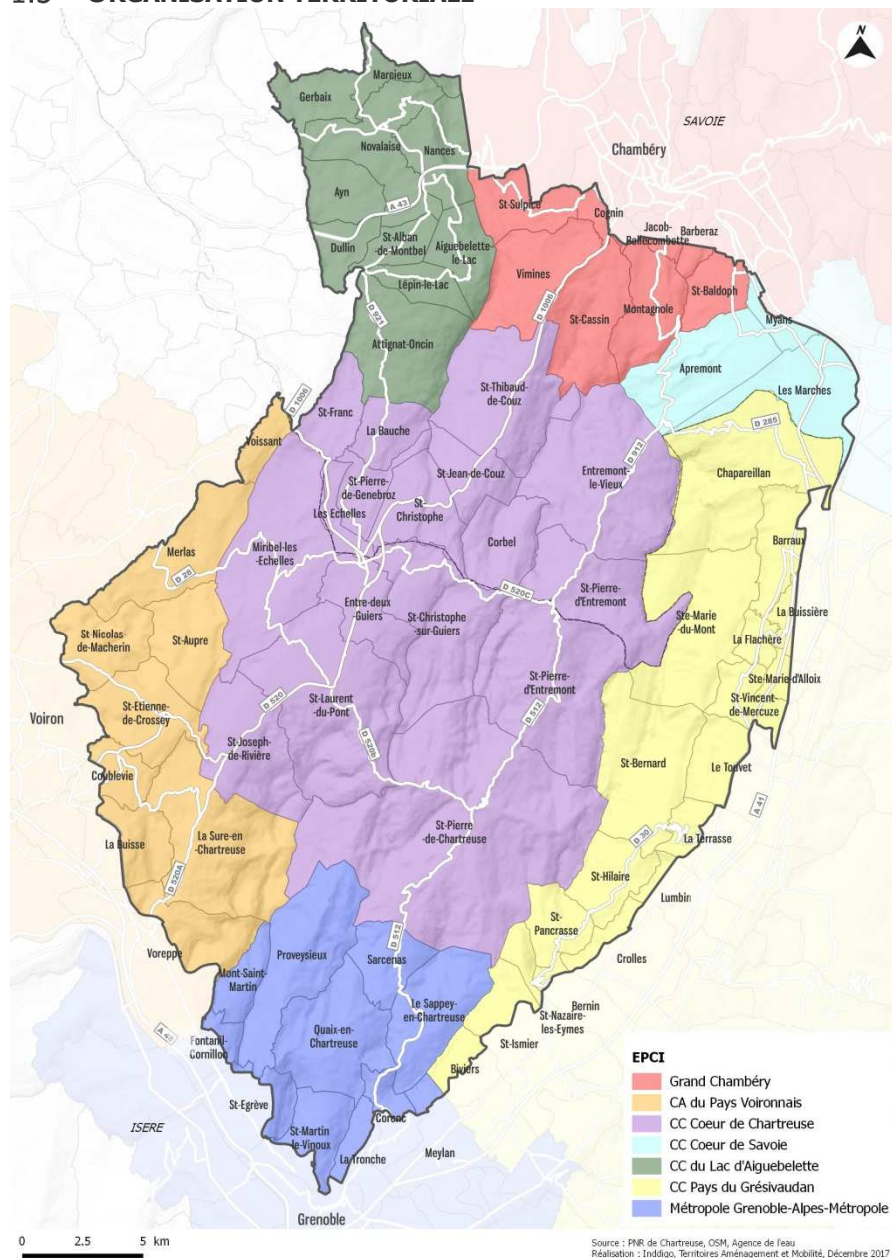 1.3 ORGANISATION TERRITORIALE
N
SAVOIE
Chambéry
Marcieux
Gerbaix
Novalaise
Nances
Ayn
A 43
St-Sulpice
Cognin
Jacob-
Bellecombette
Barberaz
Dullin
St-Alban
-de-Montbel
Aiguebelette
-le-Lac
Vimines
St-Baldoph
Lépin-le-Lac
D 1006
St-Cassin
Montagnole
Myans
D 921
Attignat-Oncin
Apremont
Les Marches
St-Thibaud-
de-Couz
D 1006
St-Franc
D 285
Voissant
La Bauche
D 912
Chapareillan
St-Jean-de-Couz
Entremont-
le-Vieux
St-Pierre-
de-Genebroz
St-
Christophe
Les Echelles
Corbel
Barraux
Merlas
Miribel-les
-Echelles
D 28
D 520C
St-Pierre-
d'Entremont
La Buissière
Entre-deux
-Guiers
St-Christophe
-sur-Guiers
Ste-Marie
-du-Mont
La Flachère
St-Nicolas
de-Macherin
St-Aupre
Ste-Marie-d'Alloix
St-Pierre-
d'Entremont
St-Vincent-
de-Mercuze
D 520
St-Laurent
-du-Pont
D 512
Voiron
St-Etienne-
de-Crossey
St-Joseph-
de-Rivière
D 520b
St-Bernard
Le Touvet
Coublevie
A 41
La Buisse
La Sure-en
-Chartreuse
St-Pierre
-de-Chartreuse
D 30
La Terrasse
D 520A
St-Hilaire
Lumbin
St-
Pancrasse
D 512
Voreppe
Proveysieux
Sarcenas
Crolles
Mont-Saint-
Martin
Le Sappey-
en-Chartreuse
Bernin
St-Nazaire-
les-Eymes
Quaix-en-
Chartreuse
St-Ismier
Fontanil-
Cornillon
A 48
Biviers
St-Egrève
ISERE
St-Martin
-le-Vinoux
Corenc
La Tronche
Meylan
Grenoble
EPCI
Grand Chambéry
CA du Pays Voironnais
CC Coeur de Chartreuse
CC Coeur de Savoie
CC du Lac d'Aiguebelette
CC Pays du Grésivaudan
Métropole Grenoble-Alpes-Métropole
0 2.5 5 km
Source : PNR de Chartreuse, OSM, Agence de l'eau
Réalisation : Inddigo, Territoires Aménagement et Mobilité, Décembre 2017